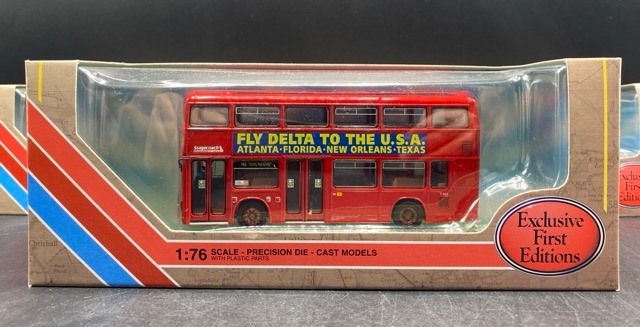 Stagecoach
FLY DELTA TO THE U.S.A.
ATLANTA·FLORIDA·NEW ORLEANS·TEXAS
1:76 SCALE - PRECISION DIE - CAST MODELS
WITH PLASTIC PARTS
Exclusive
First
Editions
Chrishall